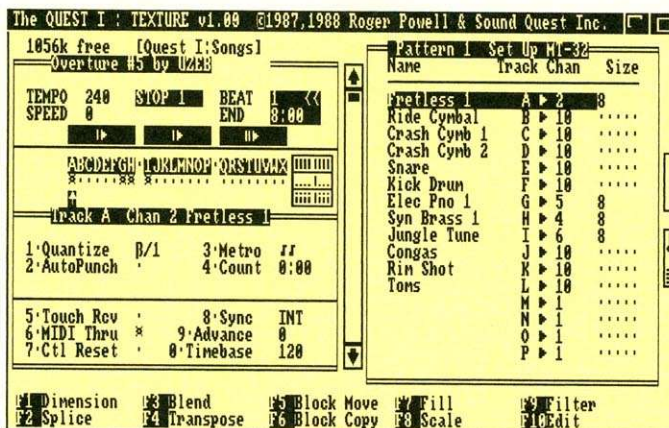 The QUEST I : TEXTURE v1.09 ©1987,1988 Roger Powell & Sound Quest Inc.
1056k free [Quest I:Songs]
Overture #5 by UZEB
TEMPO 240 STOP 1 BEAT 1 <<
SPEED 0 END 8:00
ABCDEFGH·IJKLMNOP·QRSTUVWX
Track A Chan 2 Fretless 1
1·Quantize β/1 3·Metro ♪♪
2·AutoPunch · 4·Count 0:00
5·Touch Rcv · 8·Sync INT
6·MIDI Thru ¤ 9·Advance 0
7·Ctl Reset · 0·Timebase 120
Pattern 1 Set Up MT-32
Name Track Chan Size
Fretless 1 A ▸ 2 8
Ride Cymbal B ▸ 10 ·····
Crash Cymb 1 C ▸ 10 ·····
Crash Cymb 2 D ▸ 10 ·····
Snare E ▸ 10 ·····
Kick Drum F ▸ 10 ·····
Elec Pno 1 G ▸ 5 8
Syn Brass 1 H ▸ 4 8
Jungle Tune I ▸ 6 8
Congas J ▸ 10 ·····
Rim Shot K ▸ 10 ·····
Toms L ▸ 10 ·····
M ▸ 1 ·····
N ▸ 1 ·····
O ▸ 1 ·····
P ▸ 1 ·····
F1 Dimension F3 Blend F5 Block Move F7 Fill F9 Filter
F2 Splice F4 Transpose F6 Block Copy F8 Scale F10 Edit